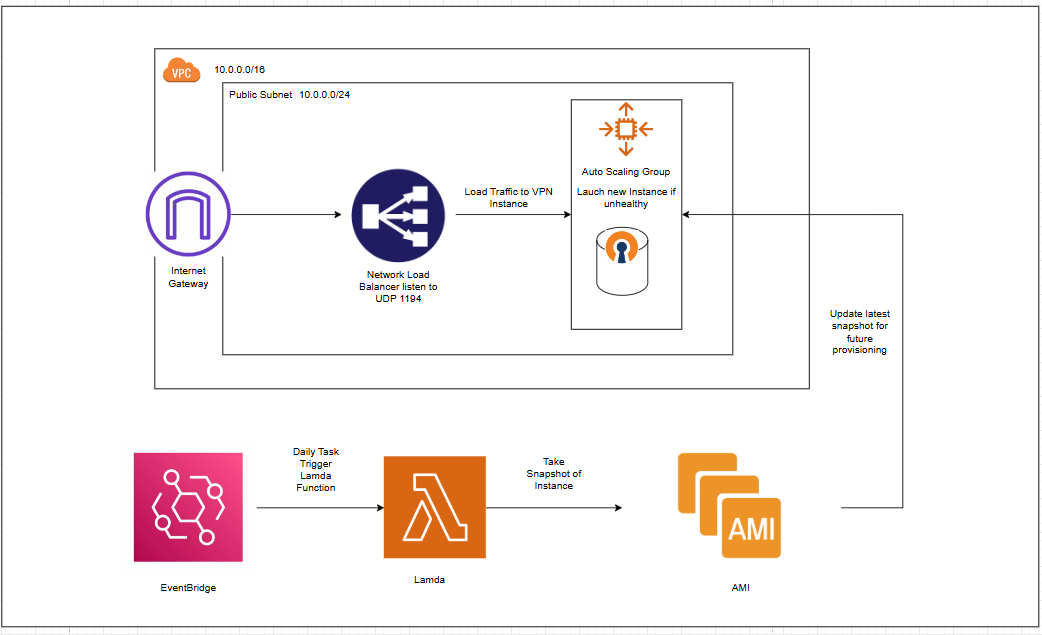 VPC
10.0.0.0/16
Public Subnet 10.0.0.0/24
Auto Scaling Group
Lauch new Instance if
unhealthy
Load Traffic to VPN
Instance
Internet
Gateway
Network Load
Balancer listen to
UDP 1194
Update latest
snapshot for
future
provisioning
Daily Task
Trigger
Lamda
Function
Take
Snapshot of
Instance
AMI
EventBridge
Lamda
AMI